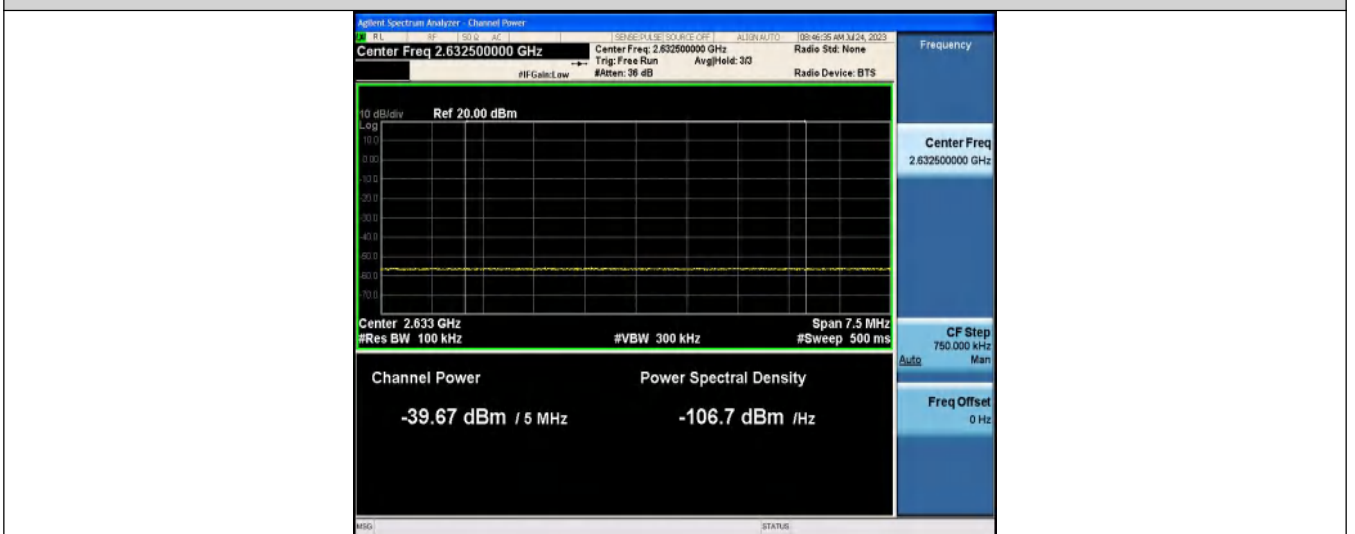 Agilent Spectrum Analyzer - Channel Power
RL RF 50 Ω AC SENSE:PULSE SOURCE OFF ALIGN AUTO 08:46:35 AM Jul 24, 2023
Center Freq 2.632500000 GHz
Center Freq: 2.632500000 GHz
Radio Std: None
Trig: Free Run Avg|Hold: 3/3
#IFGain:Low
#Atten: 36 dB
Radio Device: BTS
Frequency
10 dB/div Ref 20.00 dBm
Log
10.0
0.00
-10.0
-20.0
-30.0
-40.0
-50.0
-60.0
-70.0
Center 2.633 GHz
Span 7.5 MHz
#Res BW 100 kHz
#VBW 300 kHz
#Sweep 500 ms
Channel Power
Power Spectral Density
-39.67 dBm / 5 MHz
-106.7 dBm /Hz
Center Freq
2.632500000 GHz
CF Step
750.000 kHz
Auto Man
Freq Offset
0 Hz
MSG
STATUS